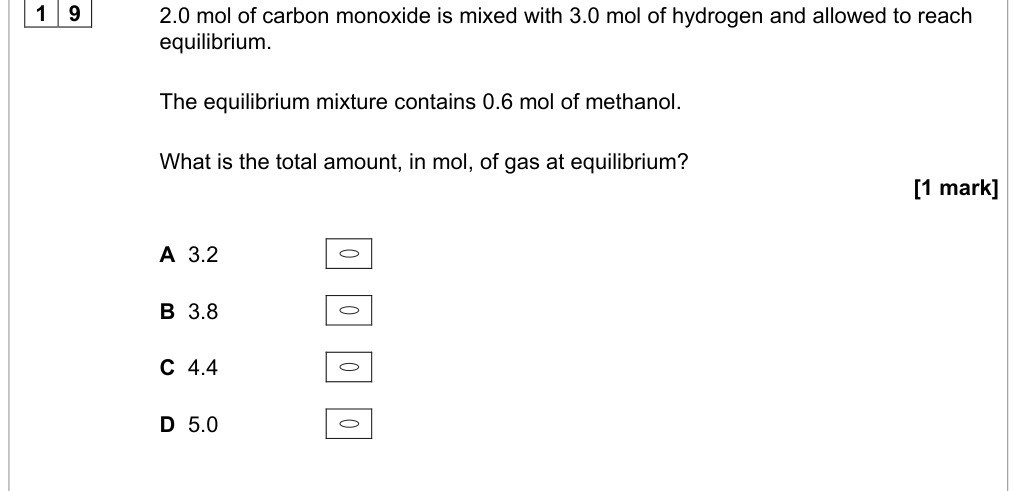 1 9 2.0 mol of carbon monoxide is mixed with 3.0 mol of hydrogen and allowed to reach
equilibrium.
The equilibrium mixture contains 0.6 mol of methanol.
What is the total amount, in mol, of gas at equilibrium?
[1 mark]
A 3.2
B 3.8
C 4.4
D 5.0